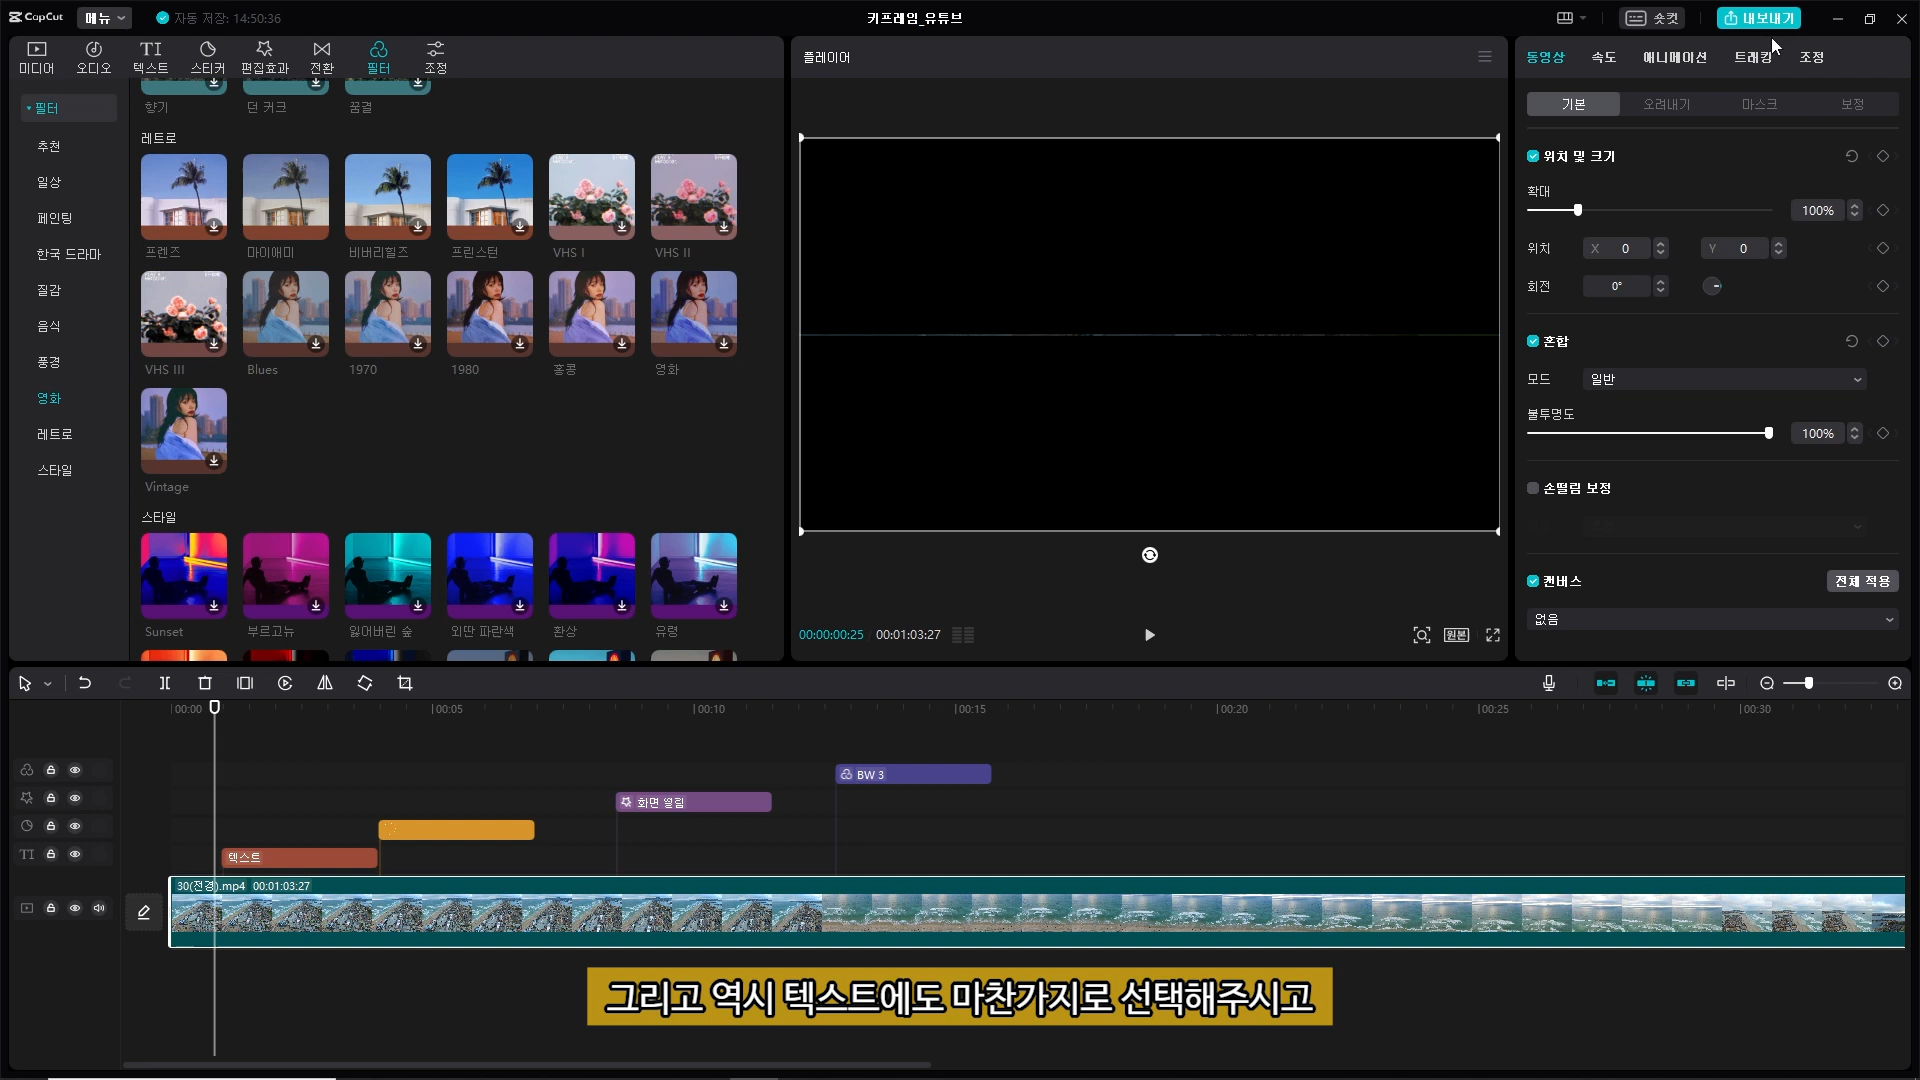 CapCut
메뉴
자동 저장: 14:50:36
키프레임_유튜브
숏컷
내보내기
미디어
오디오
TI
텍스트
스티커
편집효과
전환
필터
조정
필터
추천
일상
페인팅
한국 드라마
질감
음식
풍경
영화
레트로
스타일
향기
던 커크
꿈결
레트로
프렌즈
마이애미
비버리힐즈
프린스턴
VHS I
VHS II
VHS III
Blues
1970
1980
홍콩
영화
Vintage
스타일
Sunset
부르고뉴
잃어버린 숲
외딴 파란색
환상
유령
플레이어
00:00:00:25
00:01:03:27
원본
동영상
속도
애니메이션
트래킹
조정
기본
오려내기
마스크
보정
위치 및 크기
확대
100%
위치
X 0
Y 0
회전
0°
혼합
모드
일반
불투명도
100%
손떨림 보정
캔버스
전체 적용
없음
00:00
00:05
00:10
00:15
00:20
00:25
00:30
BW 3
화면 열림
TI
텍스트
30(전경).mp4 00:01:03:27
그리고 역시 텍스트에도 마찬가지로 선택해주시고